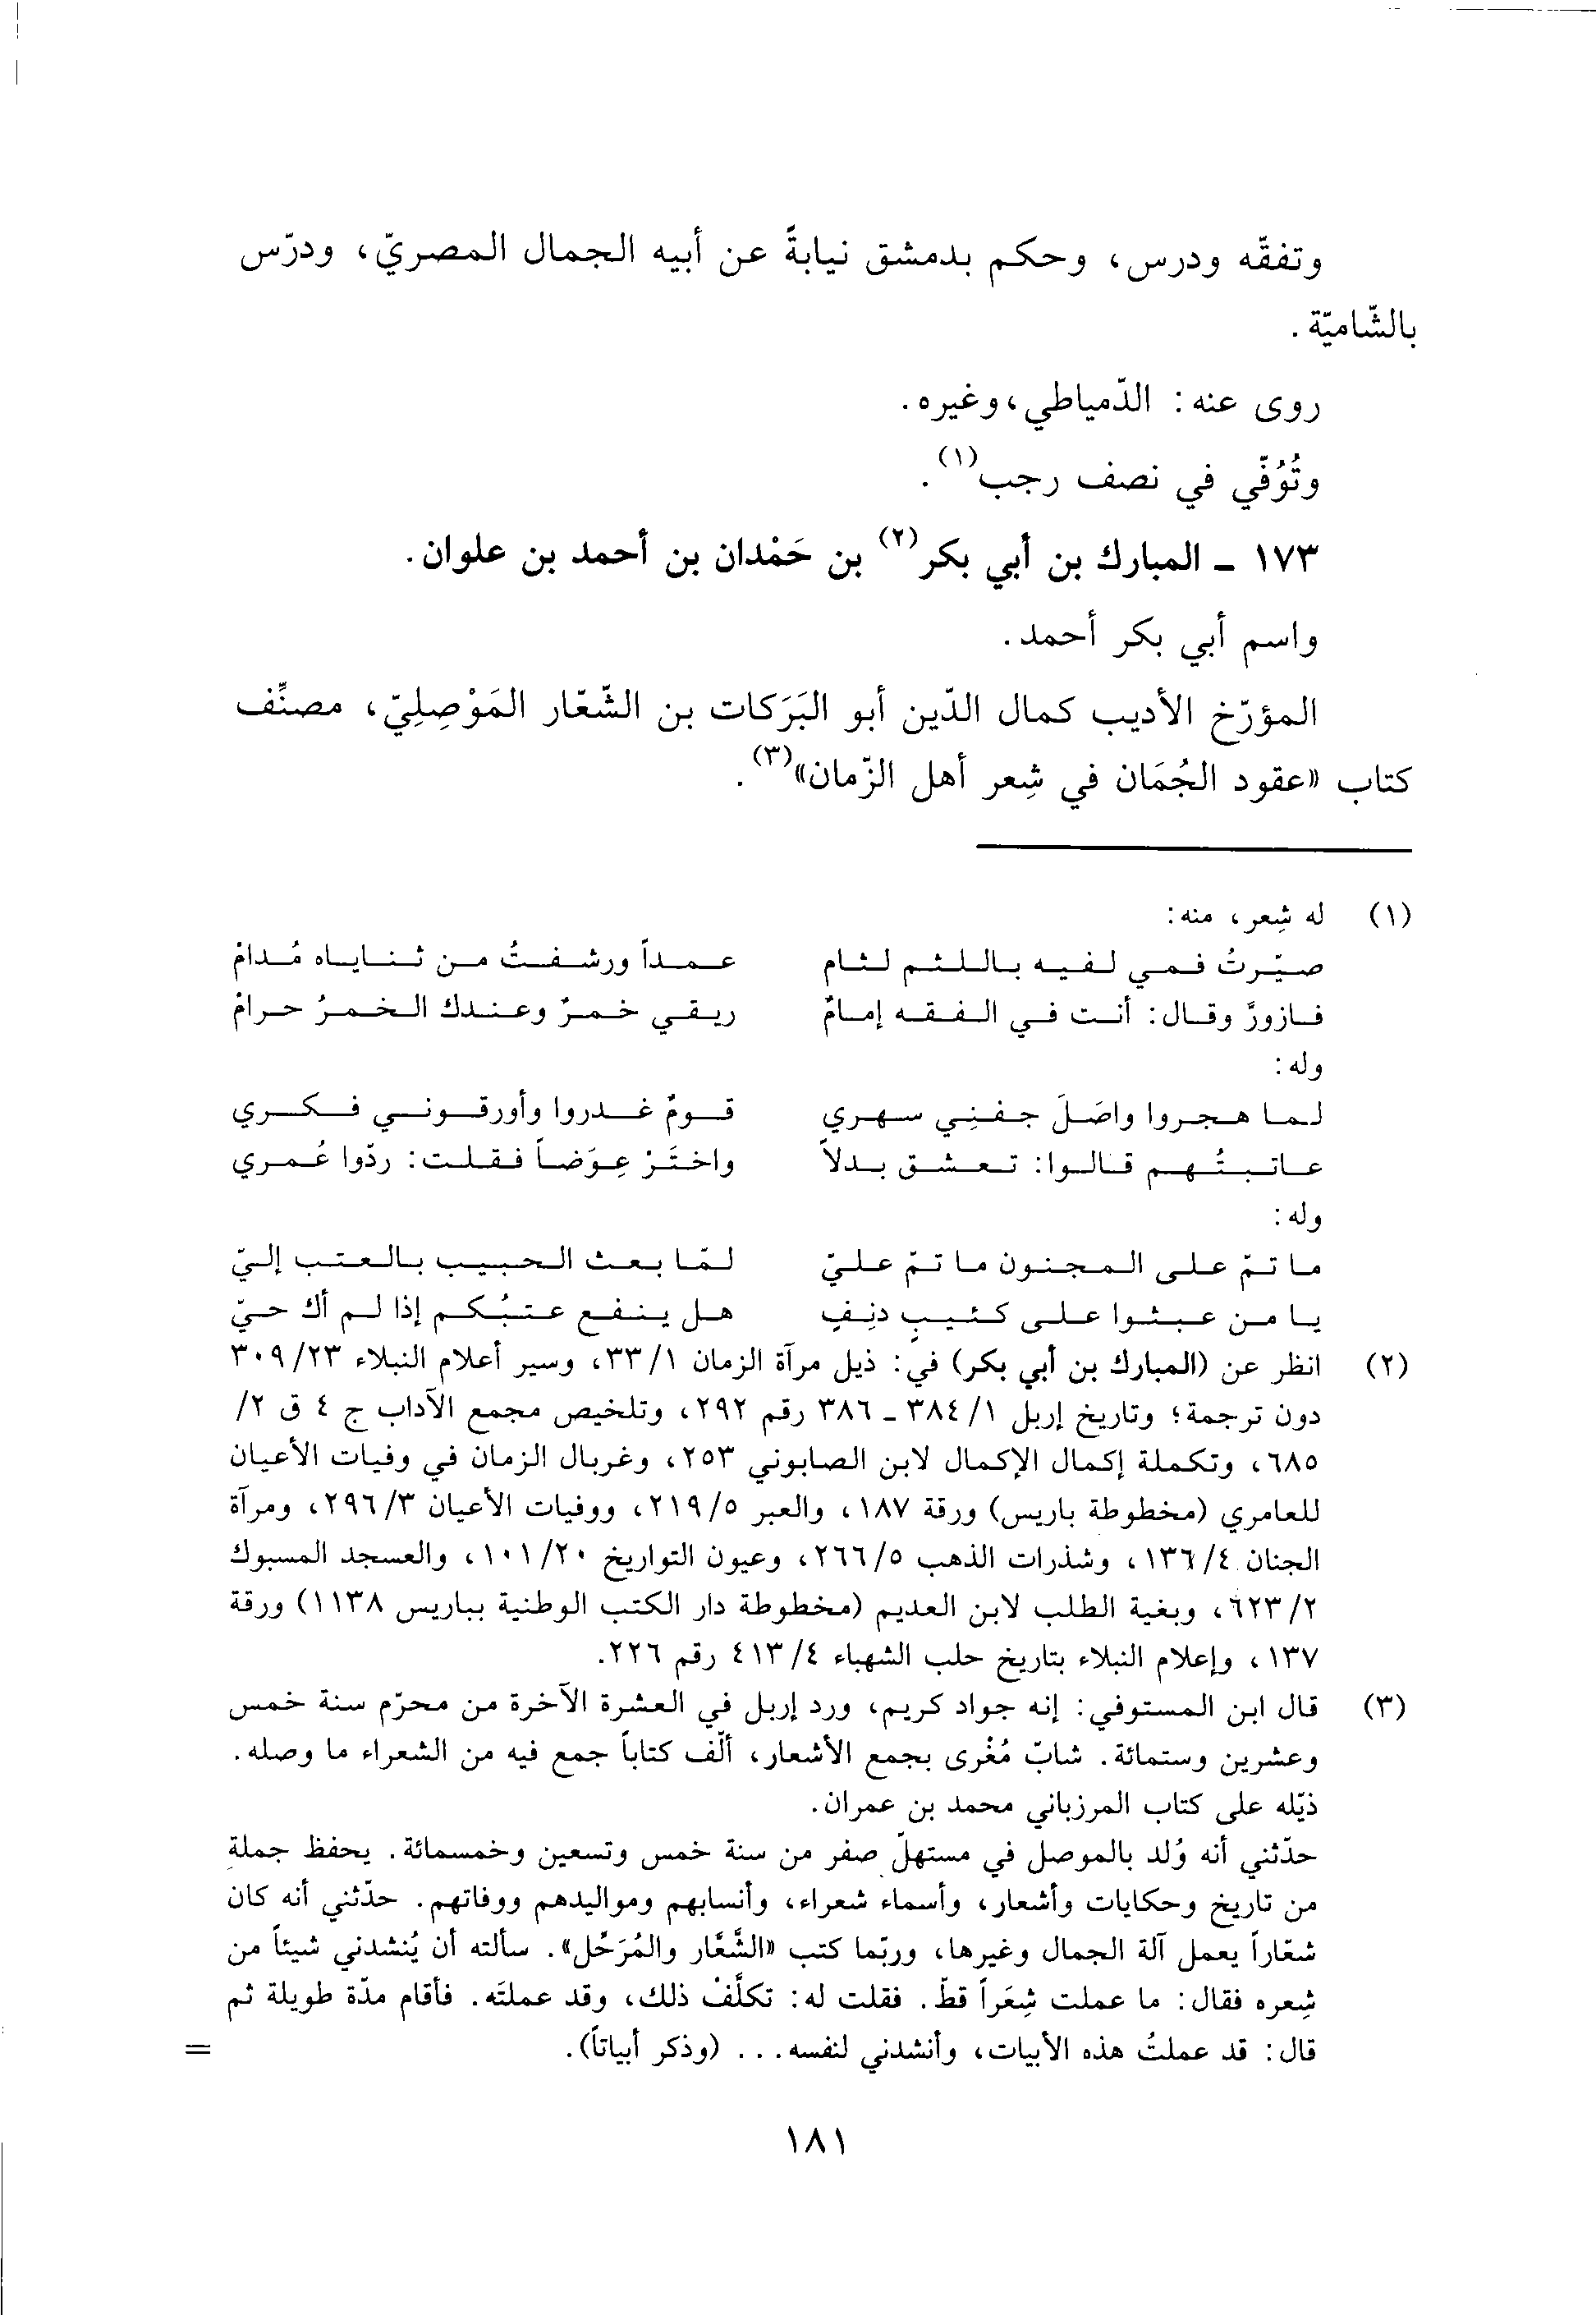 وتفقّه ودرس، وحكم بدمشق نيابةً عن أبيه الجمال المصريّ، ودرّس
بالشّاميّة.
روى عنه: الدّمياطي، وغيره.
وتُوُفّي في نصف رجب(١).
١٧٣ ـ المبارك بن أبي بكر(٢) بن حَمْدان بن أحمد بن علوان.
واسم أبي بكر أحمد.
المؤرّخ الأديب كمال الدّين أبو البَرَكات بن الشّعّار المَوْصِلِيّ، مصنِّف
كتاب «عقود الجُمَان في شِعر أهل الزّمان»(٣).
(١) له شِعر، منه:
صيّرتُ فمي لفيه باللثم لثام عمداً ورشفتُ من ثناياه مُدامْ
فازورَّ وقال: أنت في الفقه إمامٌ ريقي خمرٌ وعندك الخمرُ حرامْ
وله:
لما هجروا واصَلَ جفنِي سهري قومٌ غدروا وأورقوني فكري
عاتبتُهم قالوا: تعشق بدلاً واختَرْ عِوَضاً فقلت: ردّوا عُمري
وله:
ما تمّ على المجنون ما تمّ عليّ لمّا بعث الحبيب بالعتب إليّ
يا من عبثوا على كئيبٍ دنِفٍ هل ينفع عتبُكم إذا لم أك حيّ
(٢) انظر عن (المبارك بن أبي بكر) في: ذيل مرآة الزمان ١/ ٣٣، وسير أعلام النبلاء ٢٣/ ٣٠٩
دون ترجمة؛ وتاريخ إربل ١/ ٣٨٤ ـ ٣٨٦ رقم ٢٩٢، وتلخيص مجمع الآداب ج ٤ ق ٢/
٦٨٥، وتكملة إكمال الإكمال لابن الصابوني ٢٥٣، وغربال الزمان في وفيات الأعيان
للعامري (مخطوطة باريس) ورقة ١٨٧، والعبر ٥/ ٢١٩، ووفيات الأعيان ٣/ ٢٩٦، ومرآة
الجنان ٤/ ١٣٦، وشذرات الذهب ٥/ ٢٦٦، وعيون التواريخ ٢٠/ ١٠١، والعسجد المسبوك
٢/ ٦٢٣، وبغية الطلب لابن العديم (مخطوطة دار الكتب الوطنية بباريس ١١٣٨) ورقة
١٣٧، وإعلام النبلاء بتاريخ حلب الشهباء ٤/ ٤١٣ رقم ٢٢٦.
(٣) قال ابن المستوفي: إنه جواد كريم، ورد إربل في العشرة الآخرة من محرّم سنة خمس
وعشرين وستمائة. شابّ مُغْرى بجمع الأشعار، ألّف كتاباً جمع فيه من الشعراء ما وصله.
ذيّله على كتاب المرزباني محمد بن عمران.
حدّثني أنه وُلد بالموصل في مستهلّ صفر من سنة خمس وتسعين وخمسمائة. يحفظ جملة
من تاريخ وحكايات وأشعار، وأسماء شعراء، وأنسابهم ومواليدهم ووفاتهم. حدّثني أنه كان
شعّاراً يعمل آلة الجمال وغيرها، وربّما كتب «الشَّعَّار والمُرَحِّل». سألته أن يُنشدني شيئاً من
شِعره فقال: ما عملت شِعَراً قطّ. فقلت له: تكلَّفْ ذلك، وقد عملتَه. فأقام مدّة طويلة ثم
قال: قد عملتُ هذه الأبيات، وأنشدني لنفسه... (وذكر أبياتاً). =
١٨١